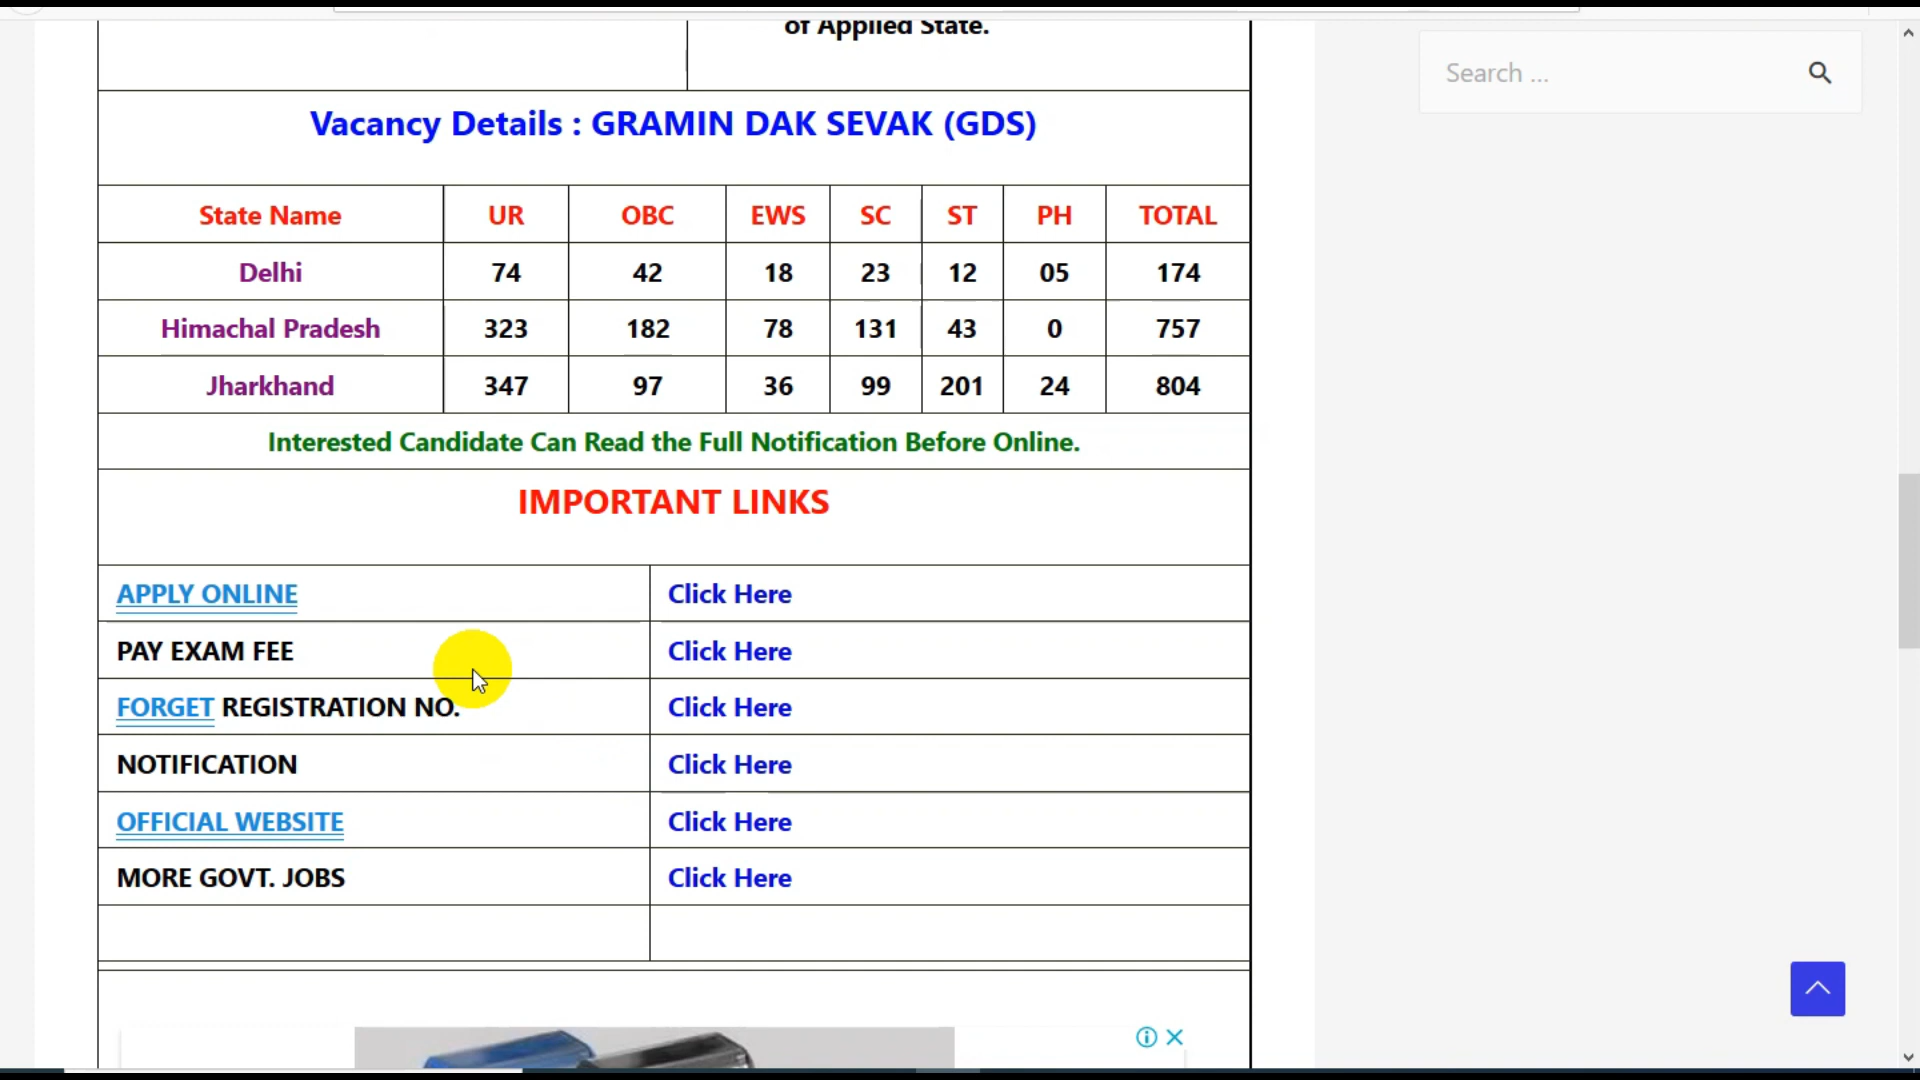 of Applied State.
Search ...
Vacancy Details : GRAMIN DAK SEVAK (GDS)
State Name UR OBC EWS SC ST PH TOTAL
Delhi 74 42 18 23 12 05 174
Himachal Pradesh 323 182 78 131 43 0 757
Jharkhand 347 97 36 99 201 24 804
Interested Candidate Can Read the Full Notification Before Online.
IMPORTANT LINKS
APPLY ONLINE Click Here
PAY EXAM FEE Click Here
FORGET REGISTRATION NO. Click Here
NOTIFICATION Click Here
OFFICIAL WEBSITE Click Here
MORE GOVT. JOBS Click Here